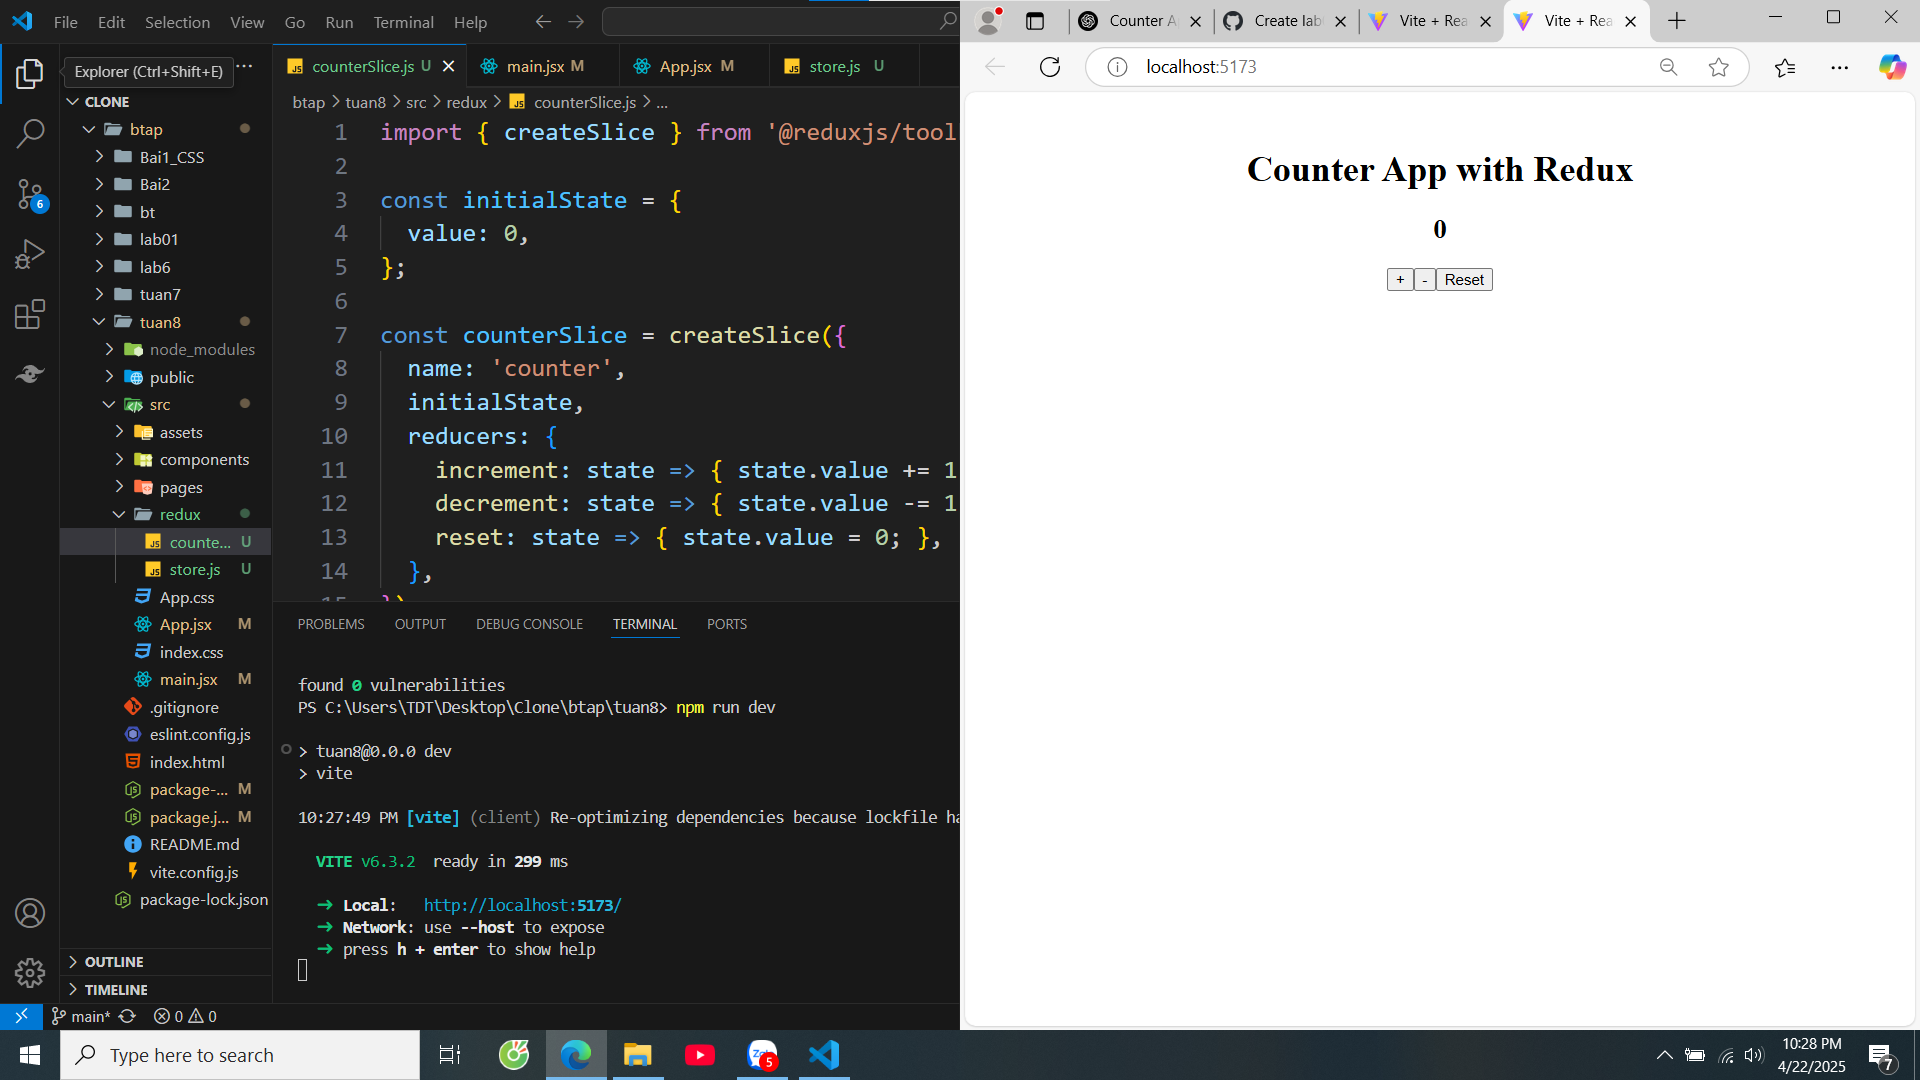 File Edit Selection View Go Run Terminal Help
Explorer (Ctrl+Shift+E)
CLONE
btap
Bai1_CSS
Bai2
bt
lab01
lab6
tuan7
tuan8
node_modules
public
src
assets
components
pages
redux
counte... U
store.js U
App.css
App.jsx M
index.css
main.jsx M
.gitignore
eslint.config.js
index.html
package-... M
package.j... M
README.md
vite.config.js
package-lock.json
OUTLINE
TIMELINE
6
counterSlice.js U
main.jsx M
App.jsx M
store.js U
btap > tuan8 > src > redux > counterSlice.js > ...
1 import { createSlice } from '@reduxjs/tool
2
3 const initialState = {
4 value: 0,
5 };
6
7 const counterSlice = createSlice({
8 name: 'counter',
9 initialState,
10 reducers: {
11 increment: state => { state.value += 1
12 decrement: state => { state.value -= 1
13 reset: state => { state.value = 0; },
14 },
15 })
PROBLEMS OUTPUT DEBUG CONSOLE TERMINAL PORTS
found 0 vulnerabilities
PS C:\Users\TDT\Desktop\Clone\btap\tuan8> npm run dev
> tuan8@0.0.0 dev
> vite
10:27:49 PM [vite] (client) Re-optimizing dependencies because lockfile ha
VITE v6.3.2 ready in 299 ms
➜ Local: http://localhost:5173/
➜ Network: use --host to expose
➜ press h + enter to show help
main* 0 0
Counter A
Create lab
Vite + Rea
Vite + Rea
localhost:5173
Counter App with Redux
0
+ - Reset
Type here to search
5
10:28 PM
4/22/2025
7